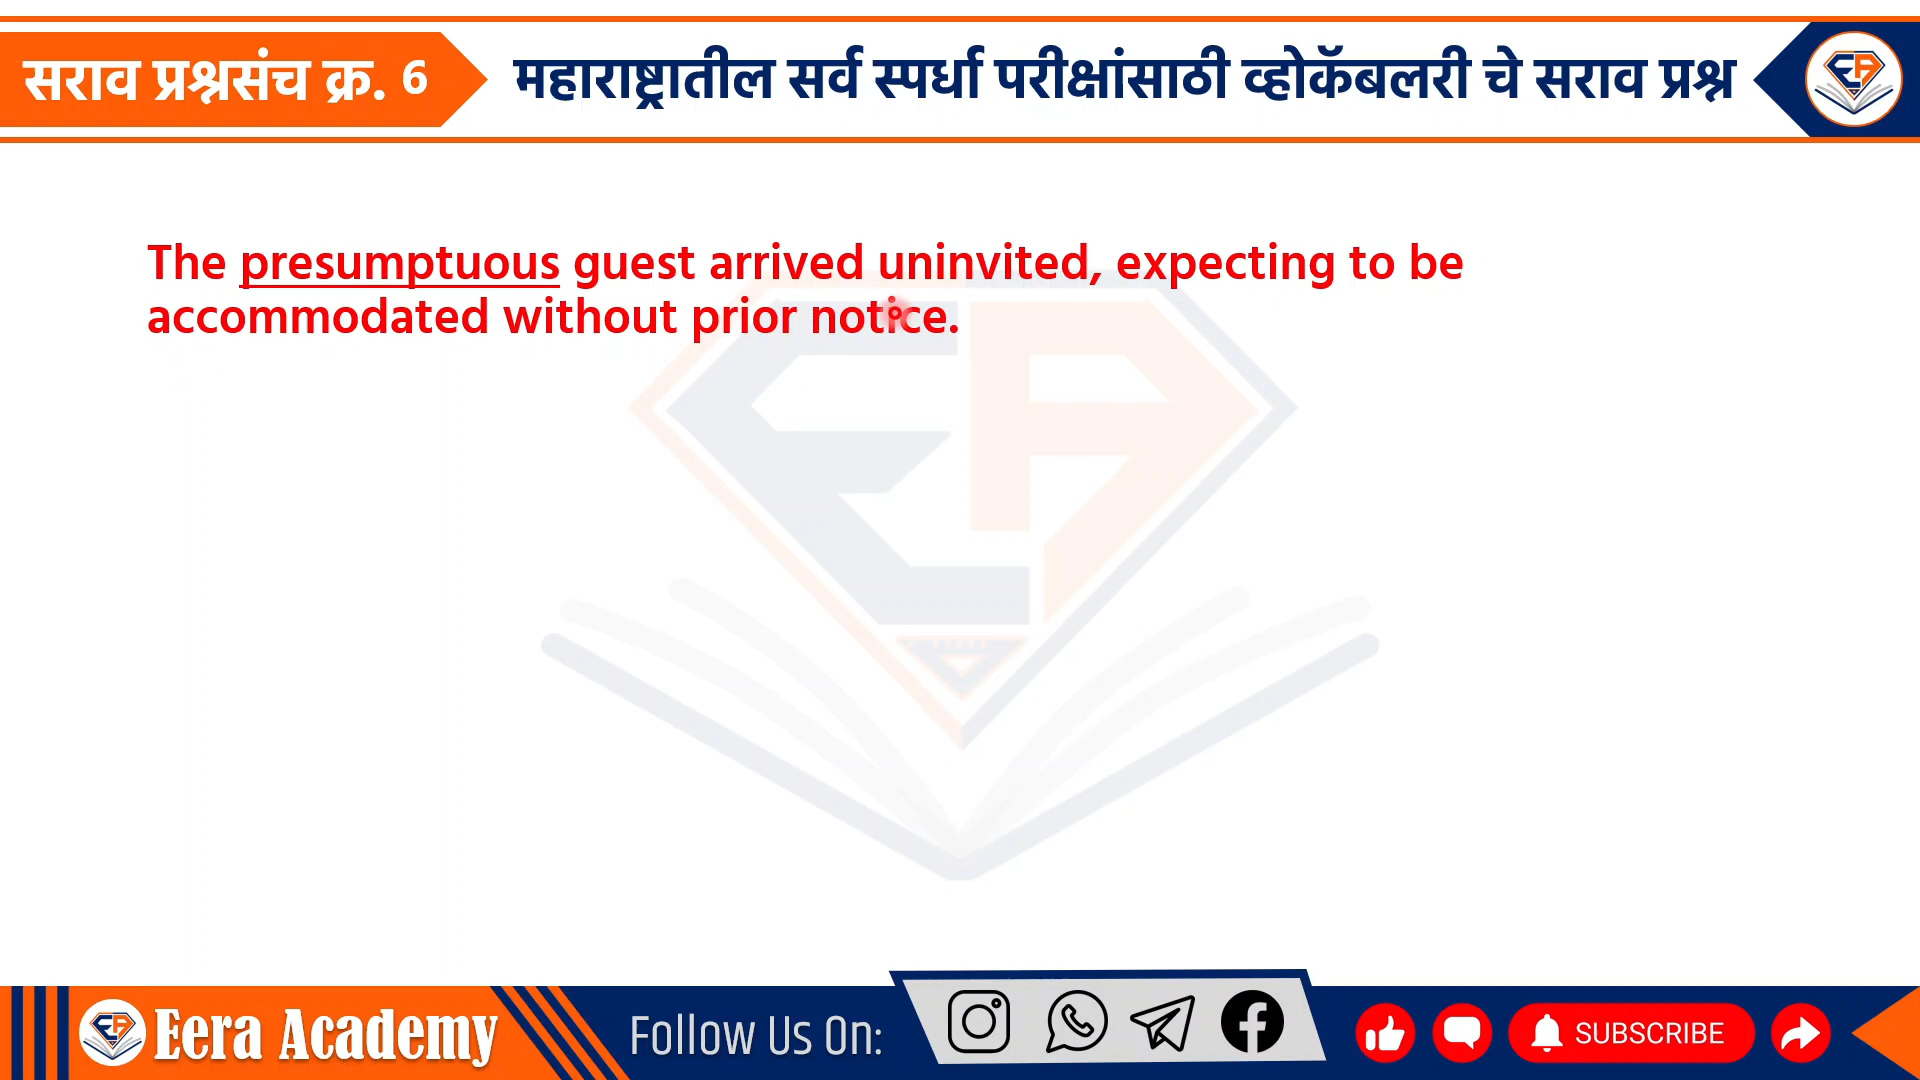 सराव प्रश्नसंच क्र. 6
महाराष्ट्रातील सर्व स्पर्धा परीक्षांसाठी व्होकॅबलरी चे सराव प्रश्न
The presumptuous guest arrived uninvited, expecting to be
accommodated without prior notice.
Eera Academy
Follow Us On:
SUBSCRIBE